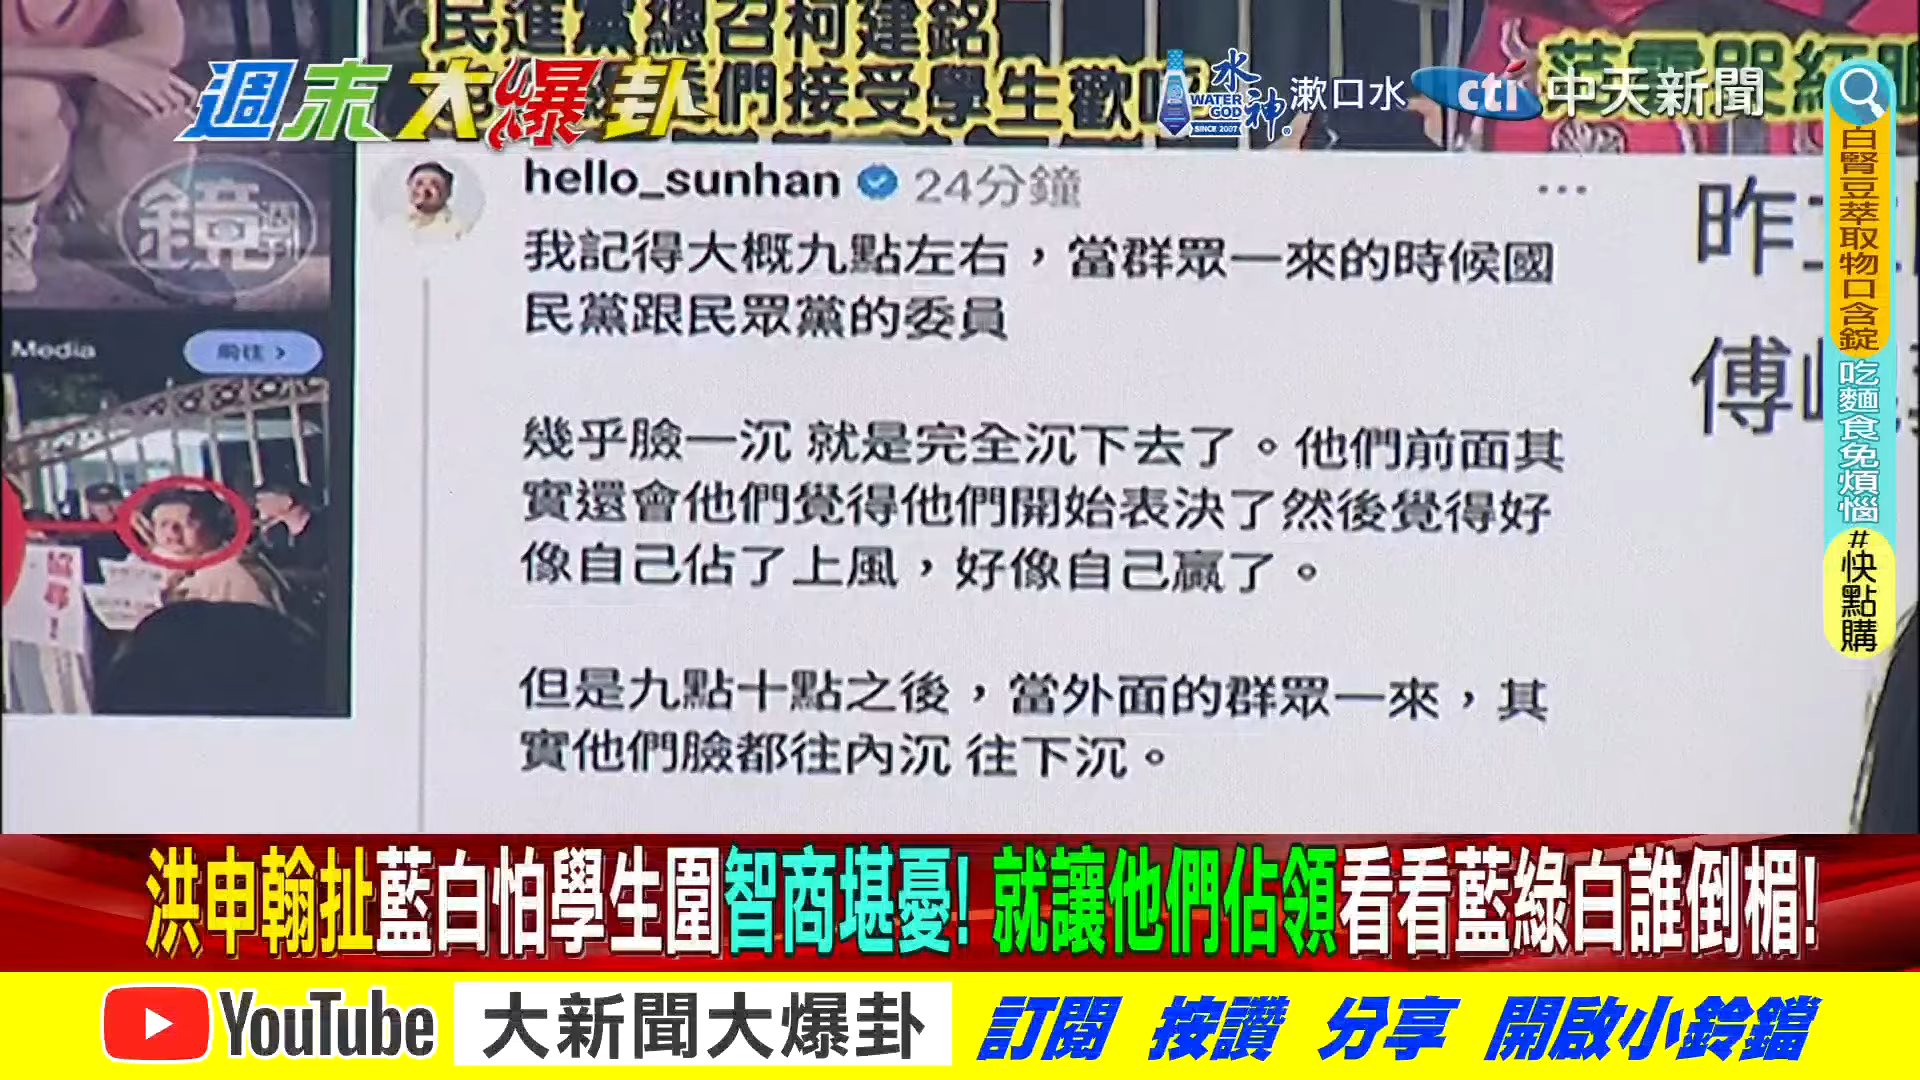 民進黨總召柯建銘
們接受學生歡
週末大爆卦
水神
WATER GOD
SINCE 2007
漱口水
cti 中天新聞
白腎豆萃取物口含錠
吃麵食免煩惱
#快點購
鏡週刊
Media
前往 >
hello_sunhan 24分鐘
我記得大概九點左右，當群眾一來的時候國
民黨跟民眾黨的委員
幾乎臉一沉 就是完全沉下去了。他們前面其
實還會他們覺得他們開始表決了然後覺得好
像自己佔了上風，好像自己贏了。
但是九點十點之後，當外面的群眾一來，其
實他們臉都往內沉 往下沉。
昨
傅
洪申翰扯藍白怕學生圍智商堪憂! 就讓他們佔領看看藍綠白誰倒楣!
YouTube 大新聞大爆卦 訂閱 按讚 分享 開啟小鈴鐺